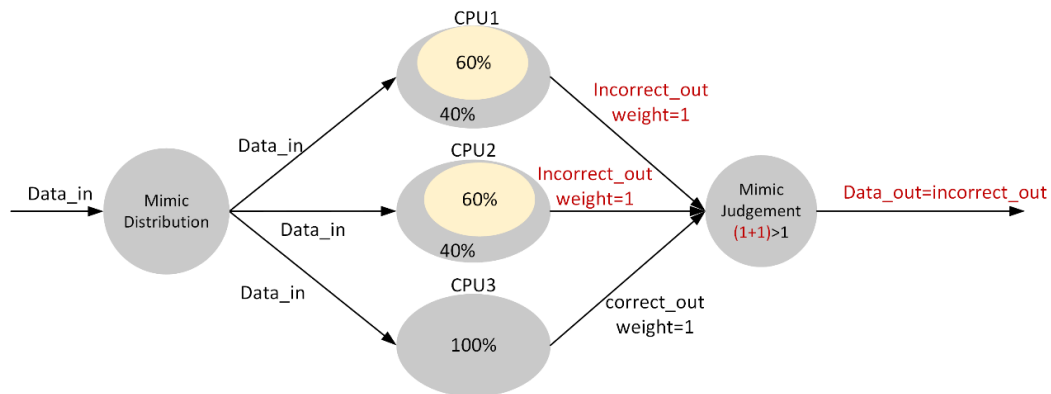 CPU1
60%
40%
Incorrect_out
weight=1
Data_in
CPU2
60%
40%
Incorrect_out
weight=1
Data_in
Mimic
Distribution
Data_in
Mimic
Judgement
(1+1)>1
Data_out=incorrect_out
Data_in
CPU3
100%
correct_out
weight=1